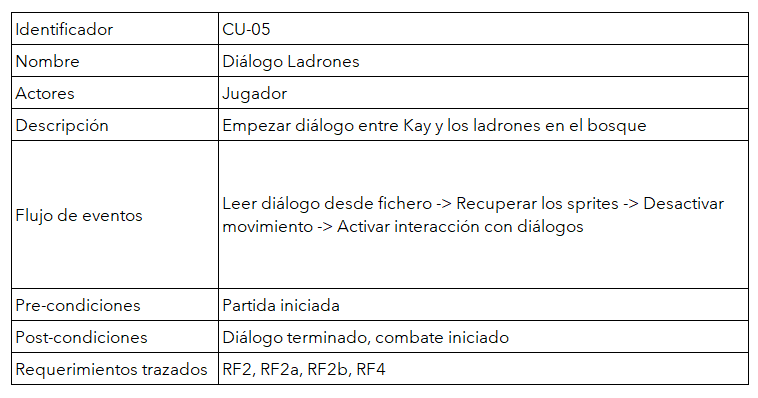 Identificador CU-05
Nombre Diálogo Ladrones
Actores Jugador
Descripción Empezar diálogo entre Kay y los ladrones en el bosque
Flujo de eventos Leer diálogo desde fichero -> Recuperar los sprites -> Desactivar
movimiento -> Activar interacción con diálogos
Pre-condiciones Partida iniciada
Post-condiciones Diálogo terminado, combate iniciado
Requerimientos trazados RF2, RF2a, RF2b, RF4